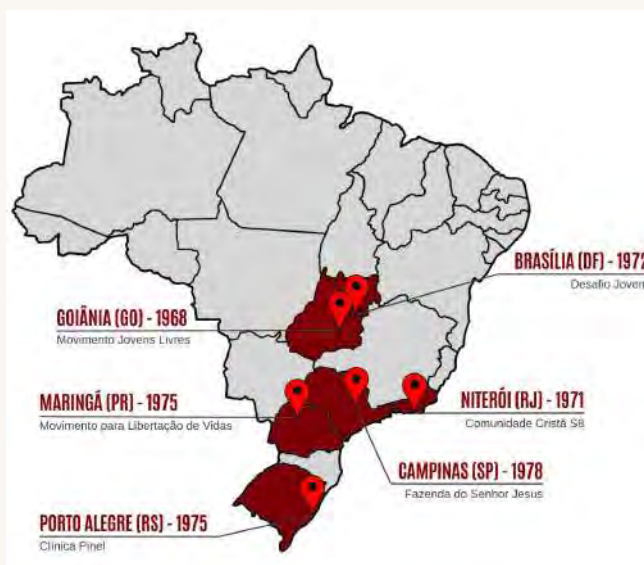 BRASÍLIA (DF) - 1972
Desafio Jovem
GOIÂNIA (GO) - 1968
Movimento Jovens Livres
MARINGÁ (PR) - 1975
Movimento para Libertação de Vidas
NITERÓI (RJ) - 1971
Comunidade Cristã S8
CAMPINAS (SP) - 1978
Fazenda do Senhor Jesus
PORTO ALEGRE (RS) - 1975
Clínica Pinel